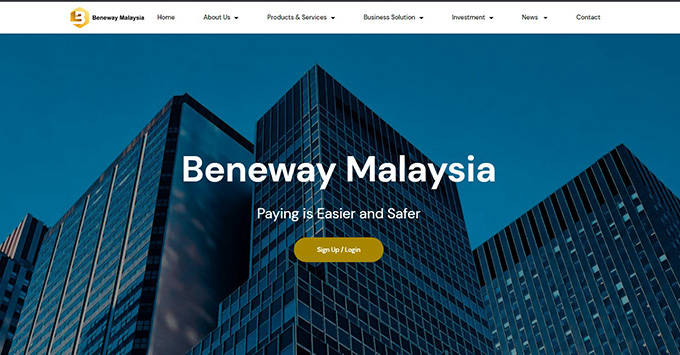 Beneway Malaysia Home About Us Products & Services Business Solution Investment News Contact
Beneway Malaysia
Paying is Easier and Safer
Sign Up / Login